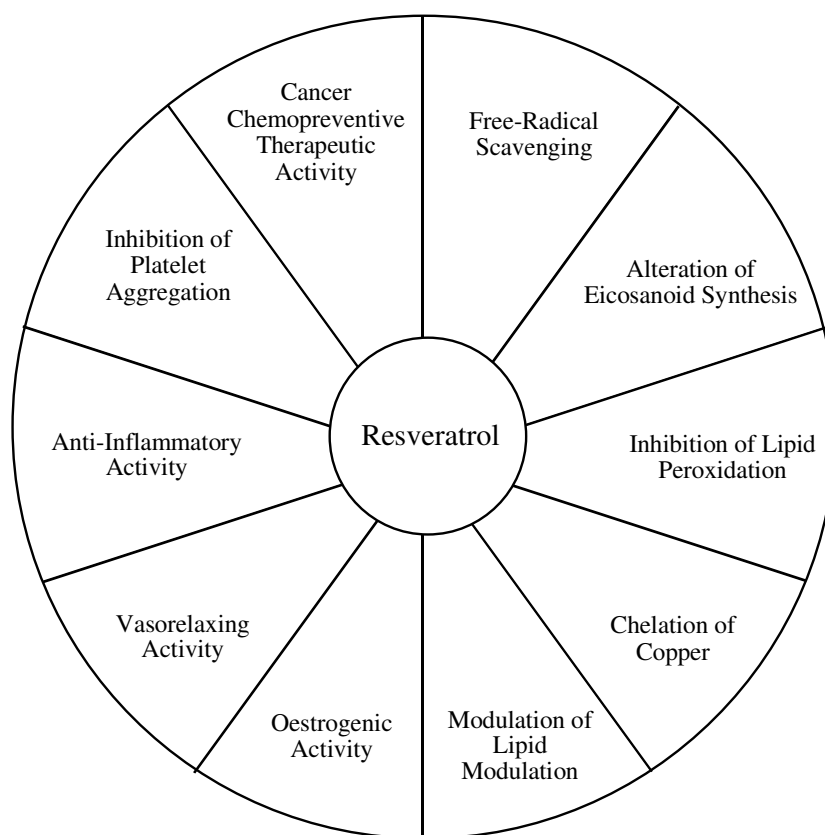 Cancer
Chemopreventive
Therapeutic
Activity
Free-Radical
Scavenging
Alteration of
Eicosanoid Synthesis
Inhibition of Lipid
Peroxidation
Chelation of
Copper
Modulation of
Lipid
Modulation
Oestrogenic
Activity
Vasorelaxing
Activity
Anti-Inflammatory
Activity
Inhibition of
Platelet
Aggregation
Resveratrol